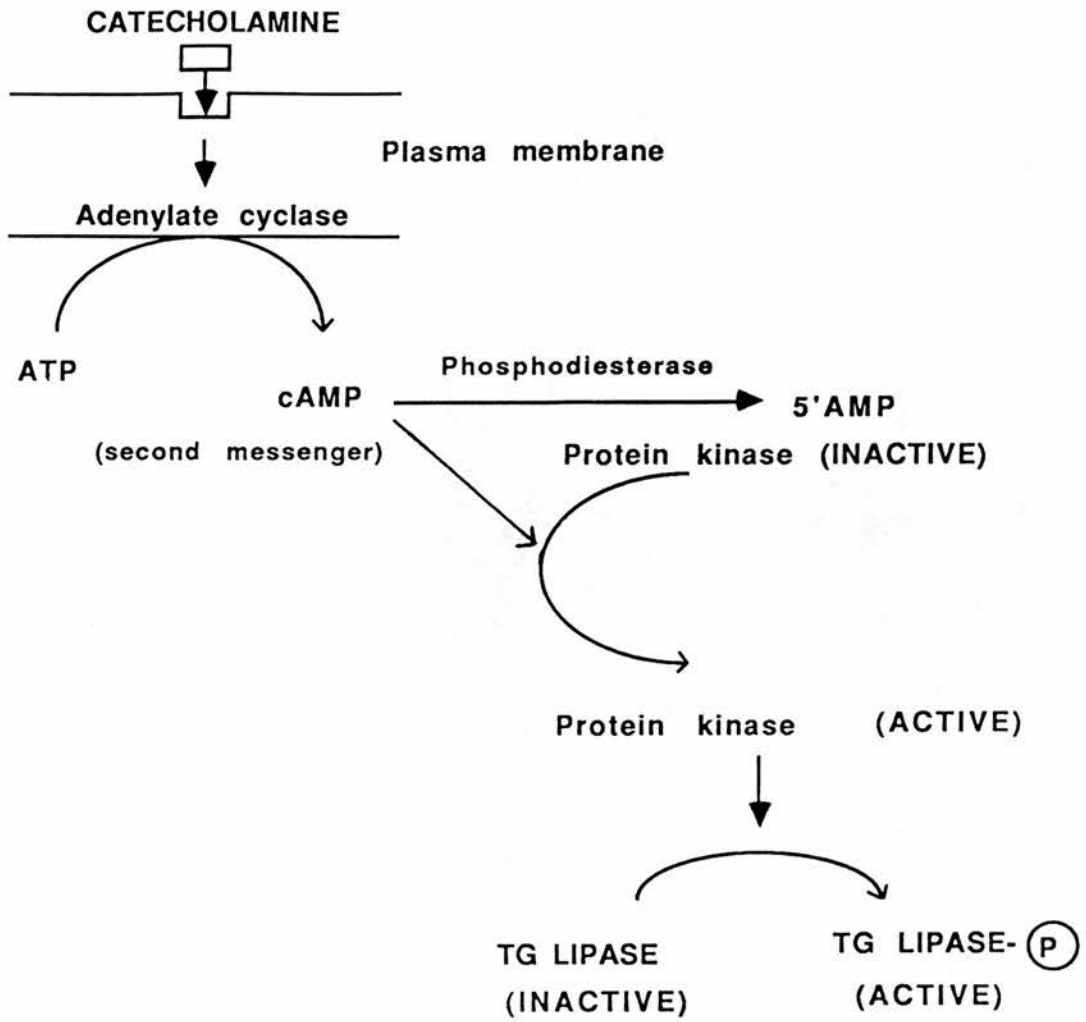 CATECHOLAMINE
Plasma membrane
Adenylate cyclase
ATP
cAMP
(second messenger)
Phosphodiesterase
5'AMP
Protein kinase (INACTIVE)
Protein kinase (ACTIVE)
TG LIPASE
(INACTIVE)
TG LIPASE- P
(ACTIVE)